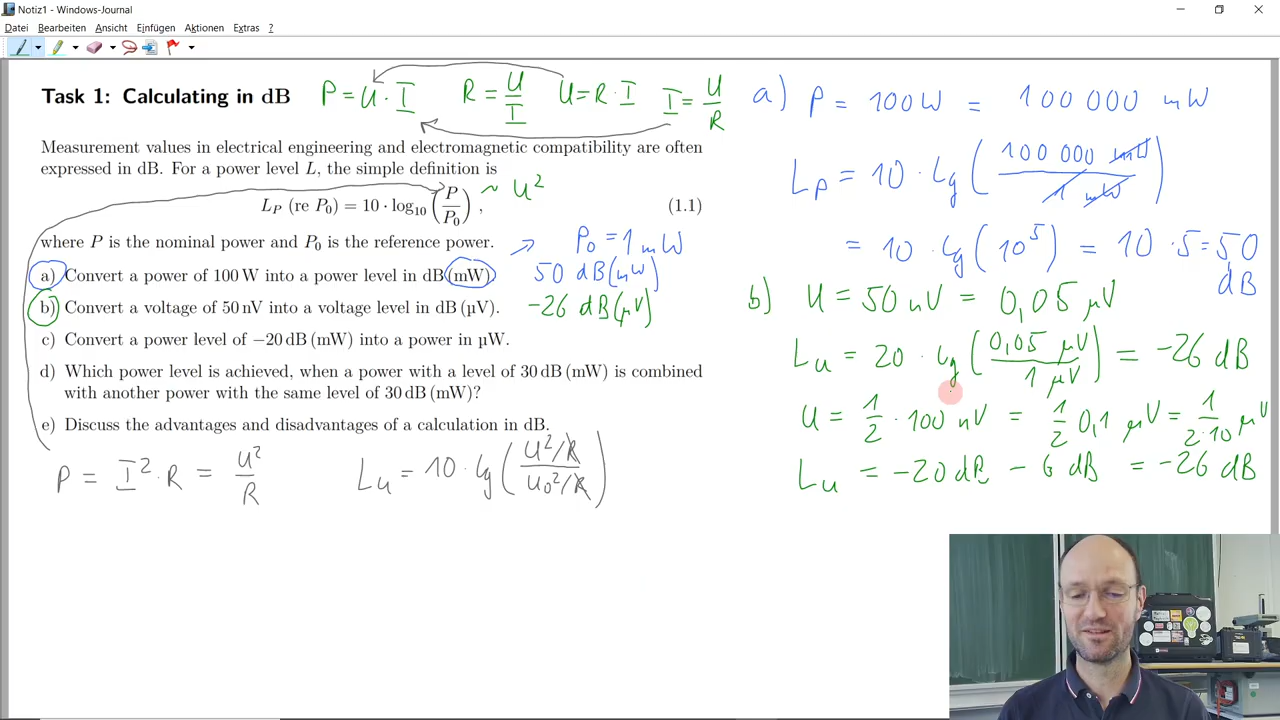 Notiz1 - Windows-Journal
Datei Bearbeiten Ansicht Einfügen Aktionen Extras ?
Task 1: Calculating in dB
P = U · I R = U/I U = R · I I = U/R
Measurement values in electrical engineering and electromagnetic compatibility are often
expressed in dB. For a power level L, the simple definition is
L_P (re P_0) = 10 · log_10 (P/P_0) , (1.1)
~ U²
where P is the nominal power and P_0 is the reference power.
P_0 = 1 mW
a) Convert a power of 100 W into a power level in dB (mW).
50 dB(mW)
b) Convert a voltage of 50 nV into a voltage level in dB (µV).
-26 dB(µV)
c) Convert a power level of −20 dB (mW) into a power in µW.
d) Which power level is achieved, when a power with a level of 30 dB (mW) is combined
with another power with the same level of 30 dB (mW)?
e) Discuss the advantages and disadvantages of a calculation in dB.
P = I² · R = U²/R
L_U = 10 · lg (U²/R / U_0²/R)
a) P = 100 W = 100 000 mW
L_P = 10 · lg (100 000 mW / 1 mW)
= 10 · lg (10⁵) = 10 · 5 = 50
dB
b) U = 50 nV = 0,05 µV
L_U = 20 · lg (0,05 µV / 1 µV) = -26 dB
U = 1/2 · 100 nV = 1/2 0,1 µV = 1/2·10 µV
L_U = -20 dB - 6 dB = -26 dB